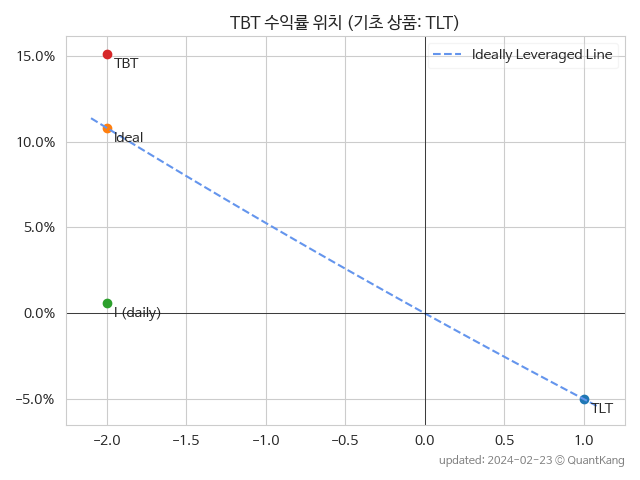 TBT 수익률 위치 (기초 상품: TLT)
15.0%
10.0%
5.0%
0.0%
−5.0%
TBT
Ideal
I (daily)
TLT
Ideally Leveraged Line
−2.0 −1.5 −1.0 −0.5 0.0 0.5 1.0
updated: 2024-02-23 © QuantKang